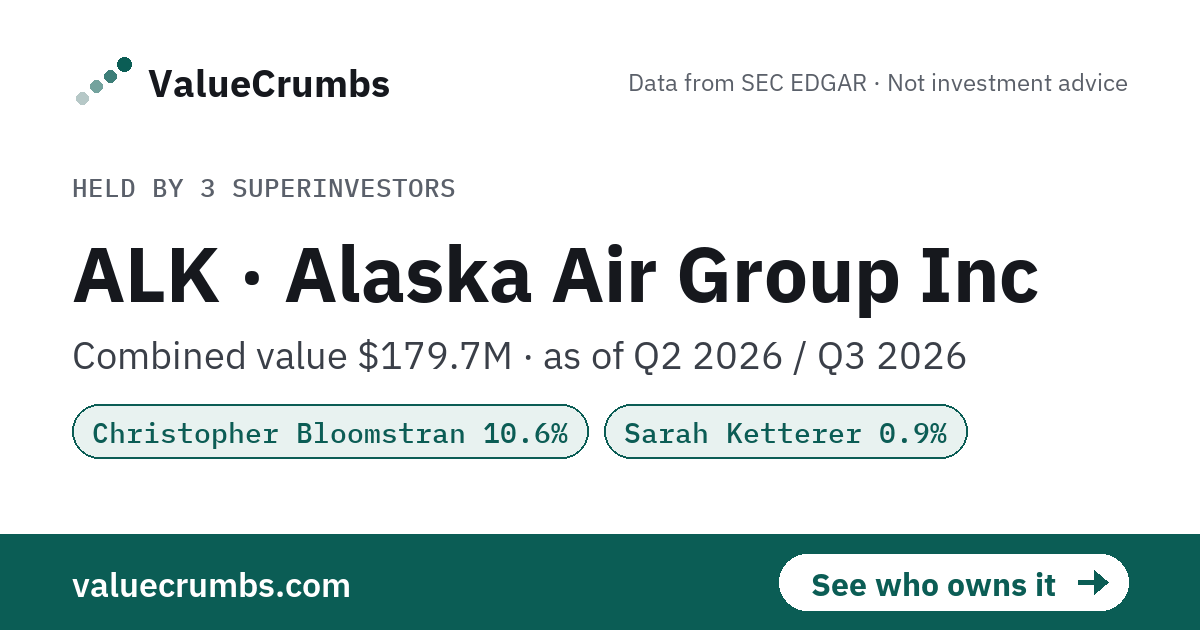 ValueCrumbs
Data from SEC EDGAR · Not investment advice
HELD BY 3 SUPERINVESTORS
ALK · Alaska Air Group Inc
Combined value $179.7M · as of Q2 2026 / Q3 2026
Christopher Bloomstran 10.6%
Sarah Ketterer 0.9%
valuecrumbs.com
See who owns it →